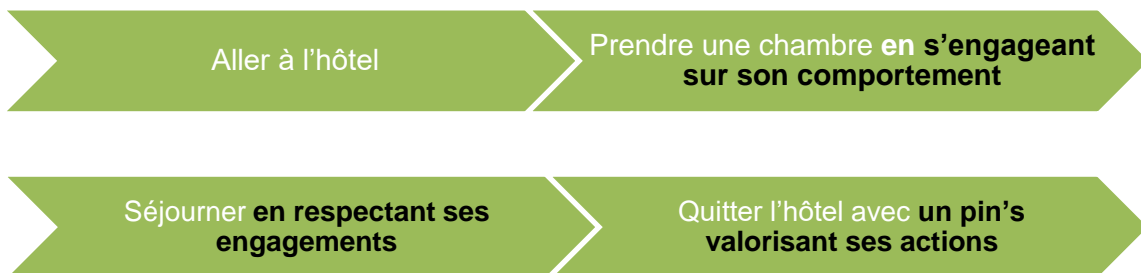 Aller à l'hôtel
Prendre une chambre en s'engageant
sur son comportement
Séjourner en respectant ses
engagements
Quitter l'hôtel avec un pin's
valorisant ses actions